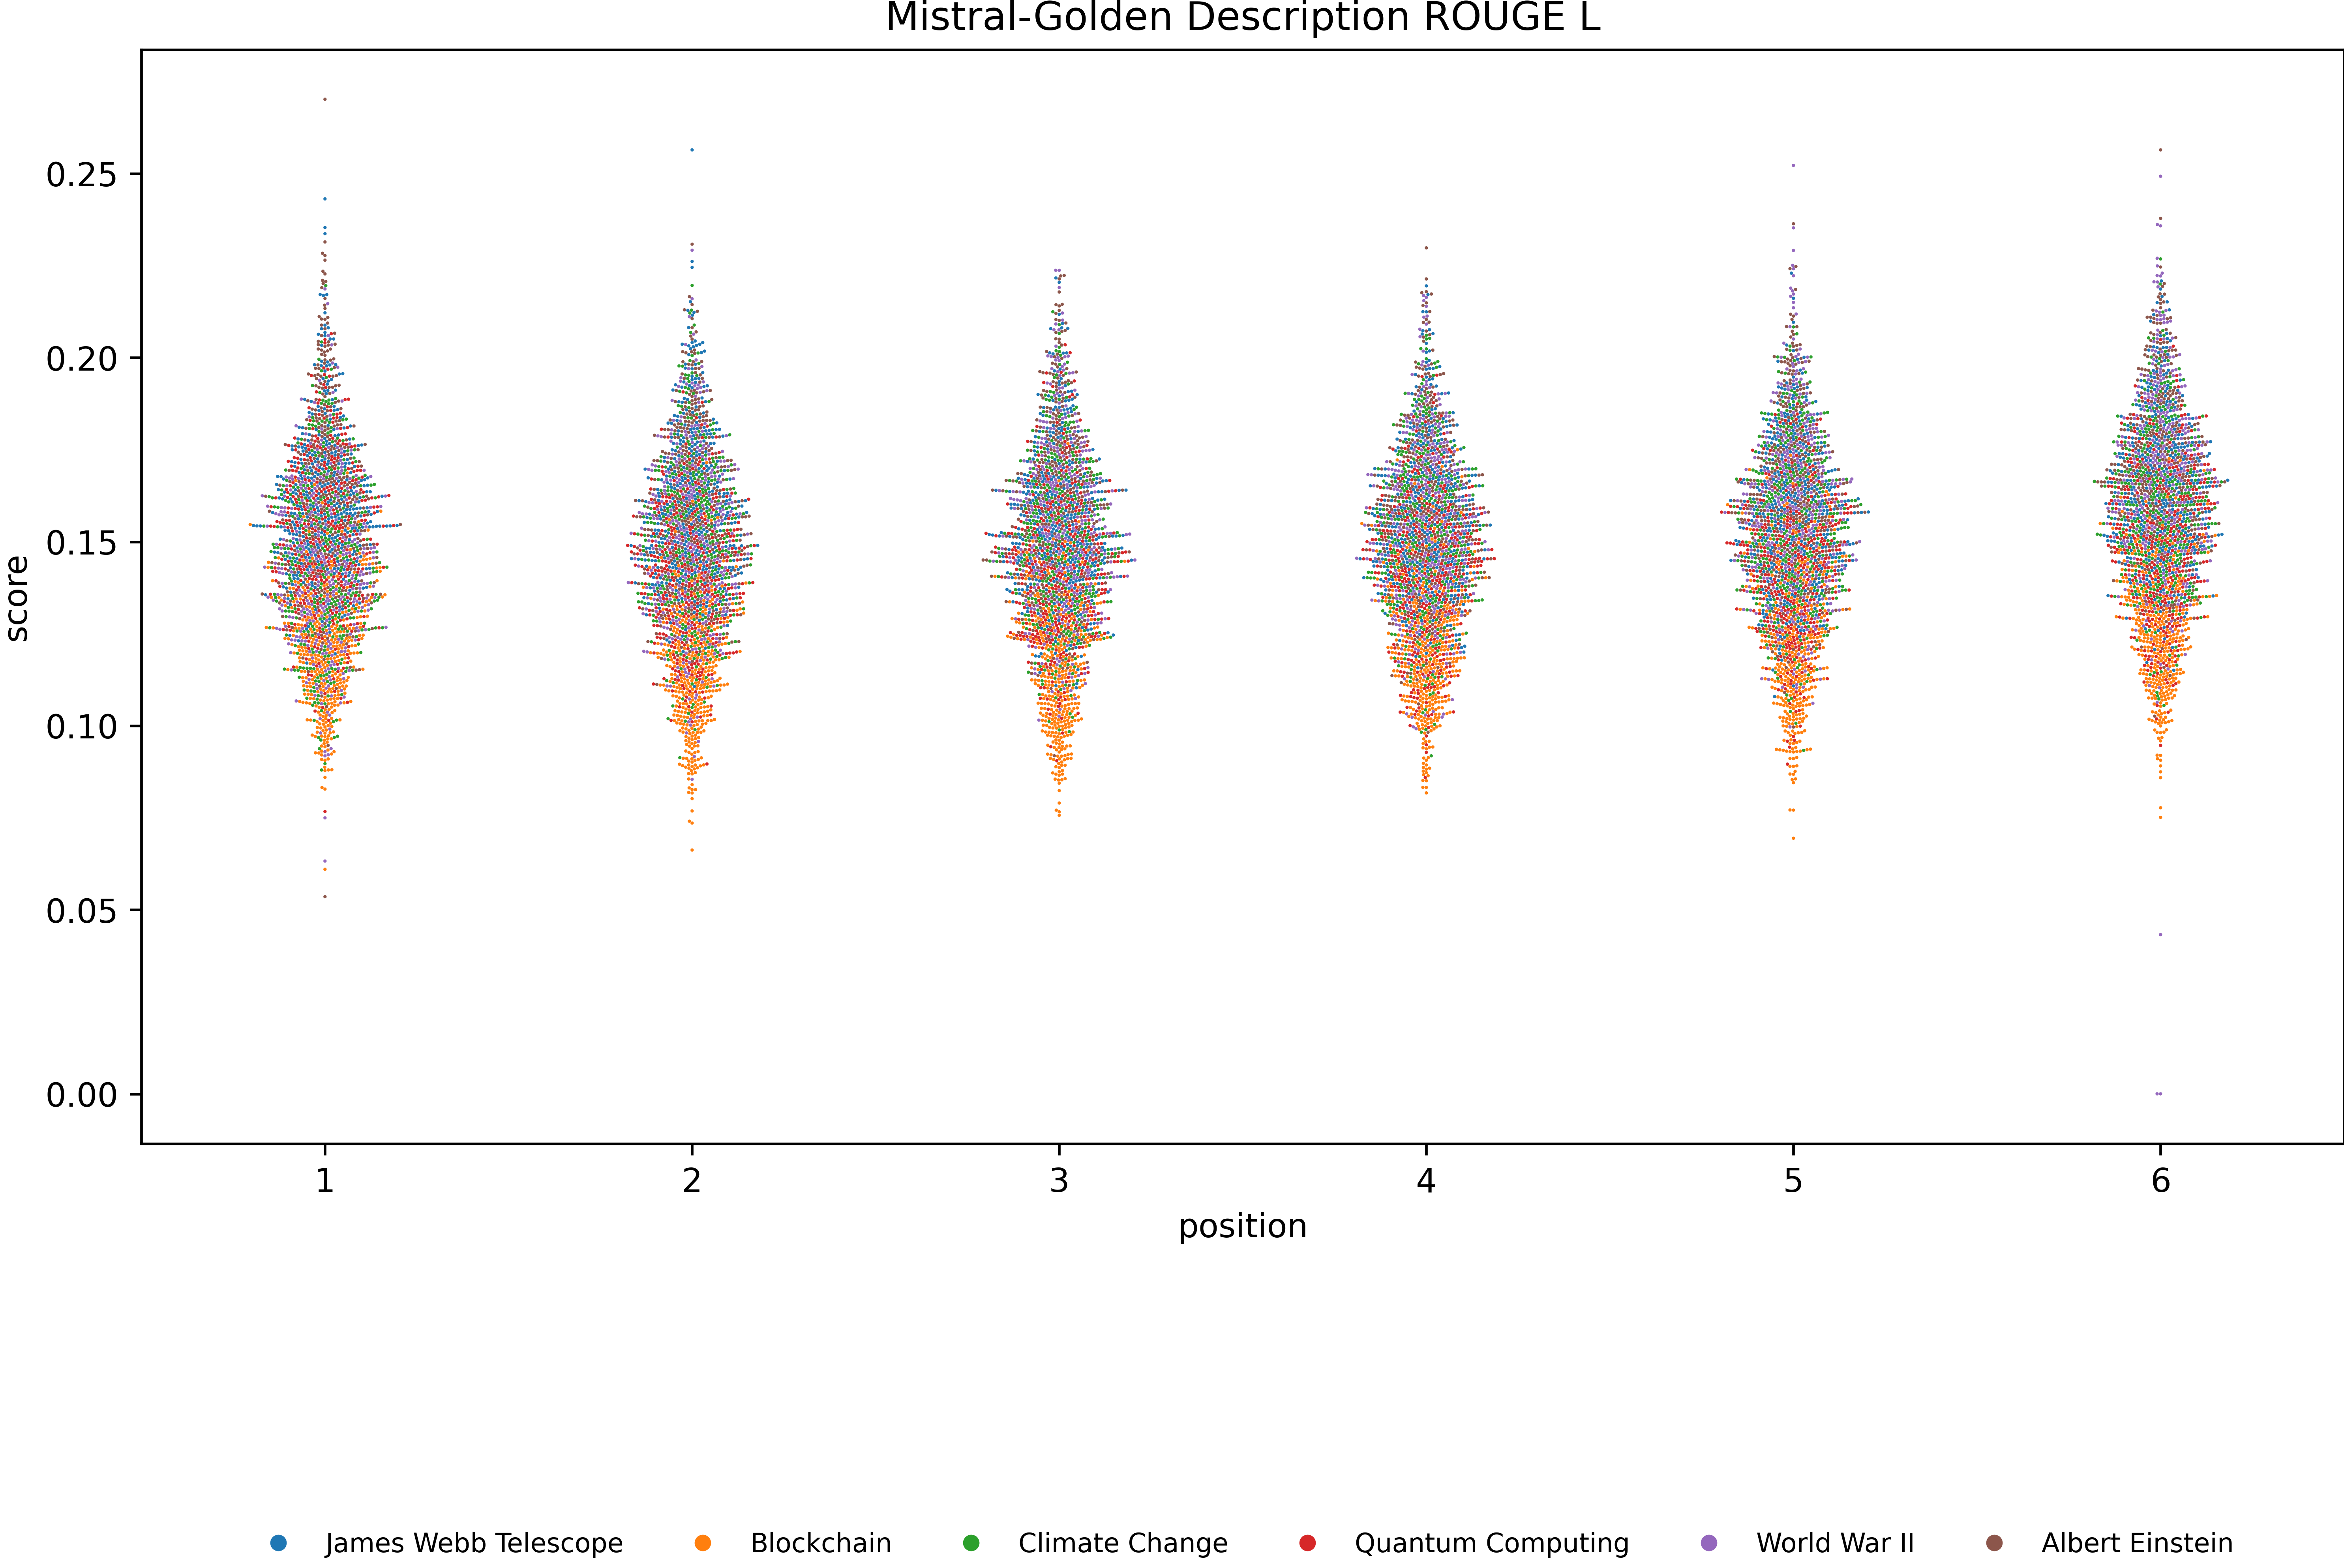 Mistral-Golden Description ROUGE L
0.25
0.20
0.15
0.10
0.05
0.00
score
1 2 3 4 5 6
position
James Webb Telescope Blockchain Climate Change Quantum Computing World War II Albert Einstein